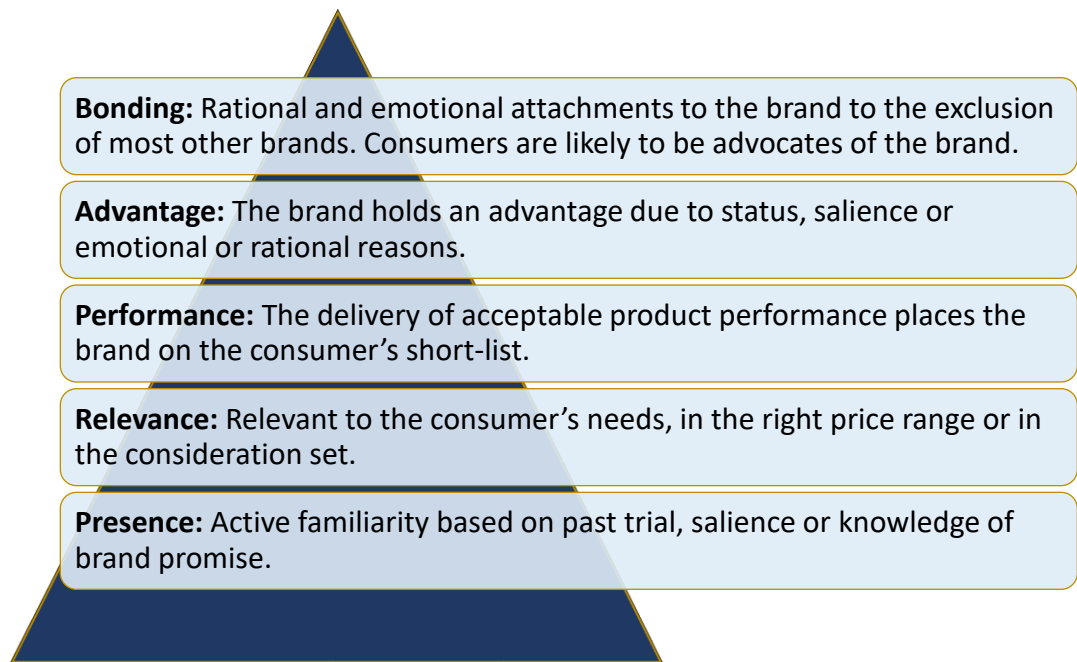 Bonding: Rational and emotional attachments to the brand to the exclusion
of most other brands. Consumers are likely to be advocates of the brand.
Advantage: The brand holds an advantage due to status, salience or
emotional or rational reasons.
Performance: The delivery of acceptable product performance places the
brand on the consumer’s short-list.
Relevance: Relevant to the consumer’s needs, in the right price range or in
the consideration set.
Presence: Active familiarity based on past trial, salience or knowledge of
brand promise.